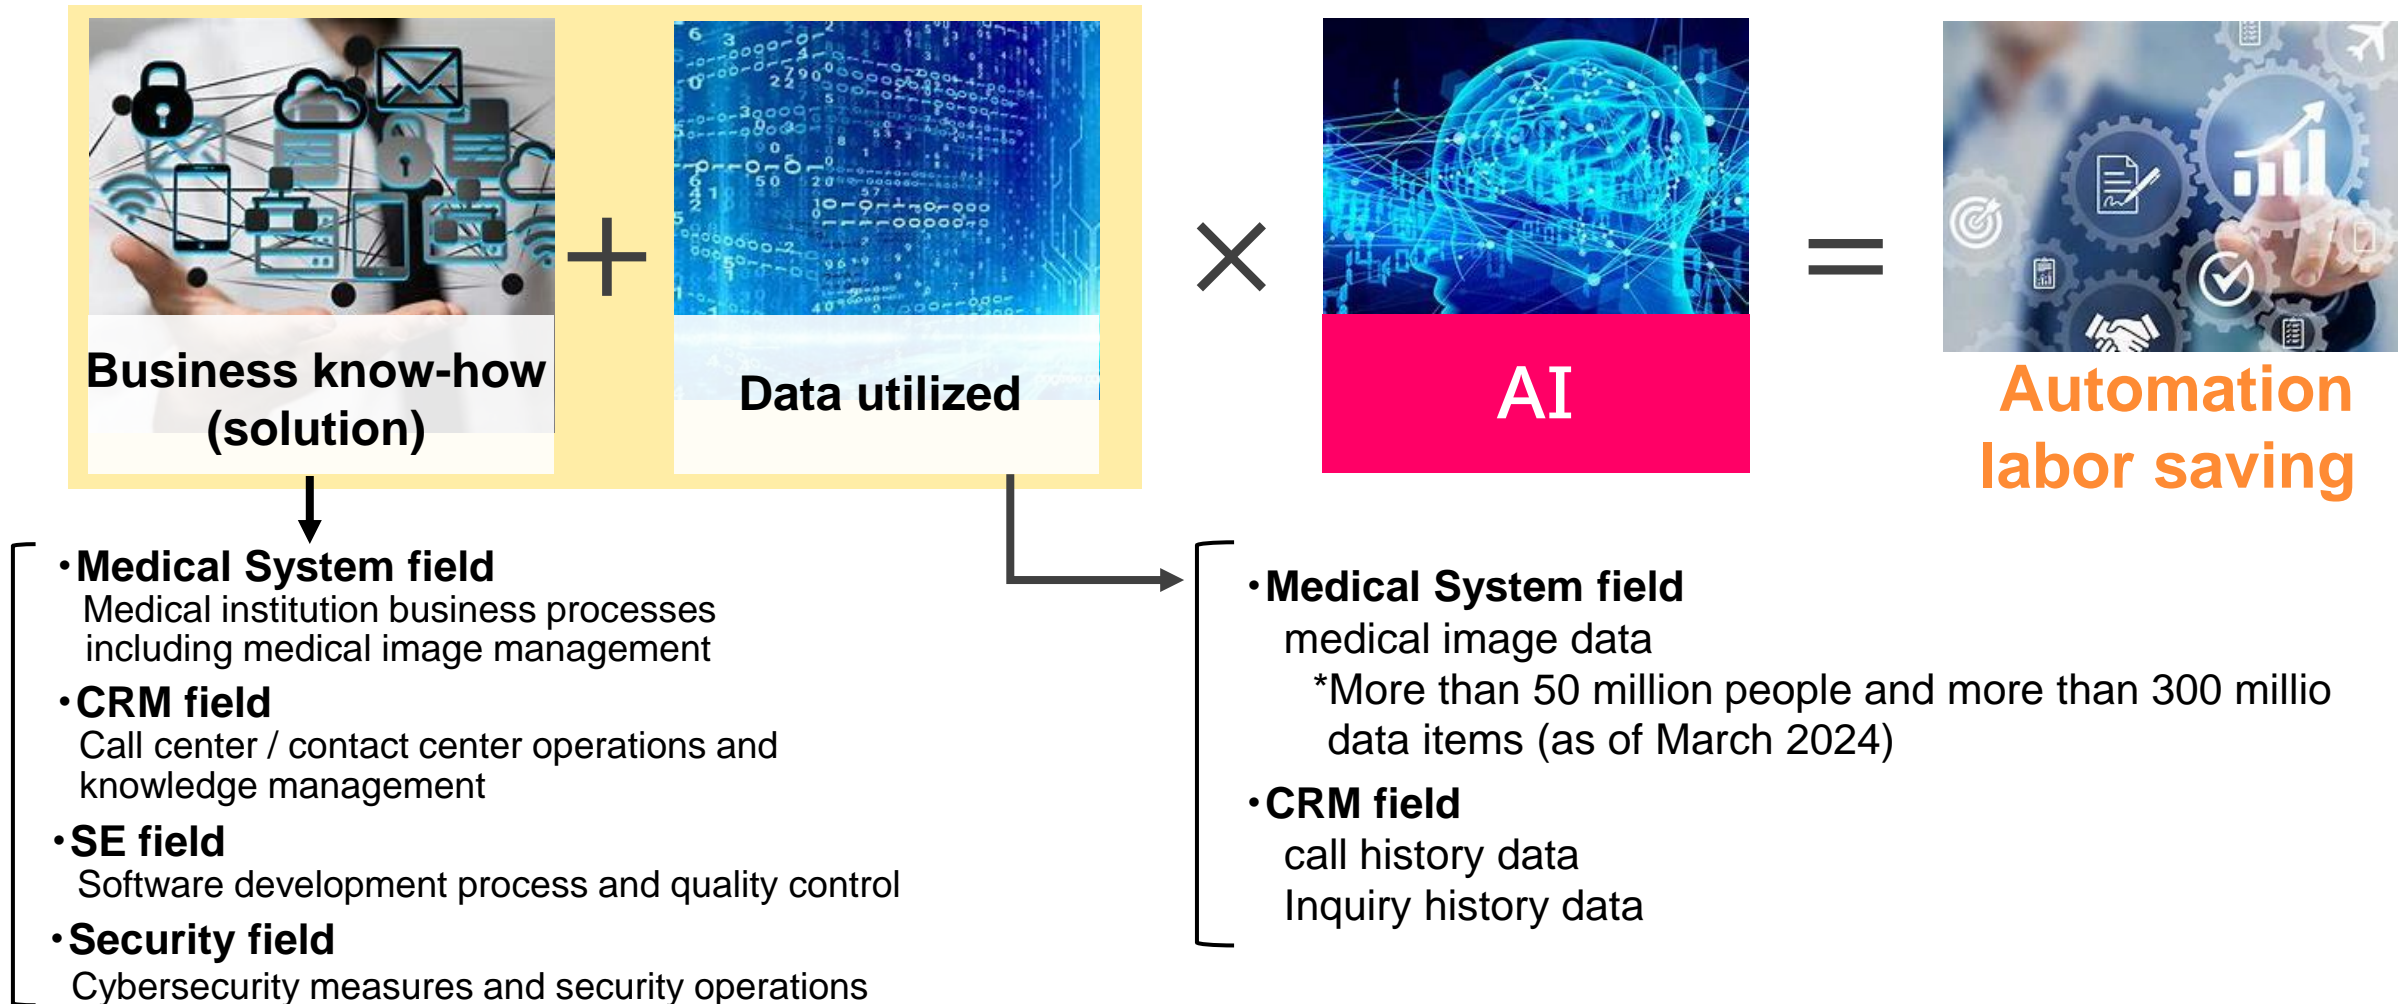 Business know-how
(solution)
+
Data utilized
×
AI
=
Automation
labor saving
・Medical System field
Medical institution business processes
including medical image management
・CRM field
Call center / contact center operations and
knowledge management
・SE field
Software development process and quality control
・Security field
Cybersecurity measures and security operations
・Medical System field
medical image data
*More than 50 million people and more than 300 millio
data items (as of March 2024)
・CRM field
call history data
Inquiry history data